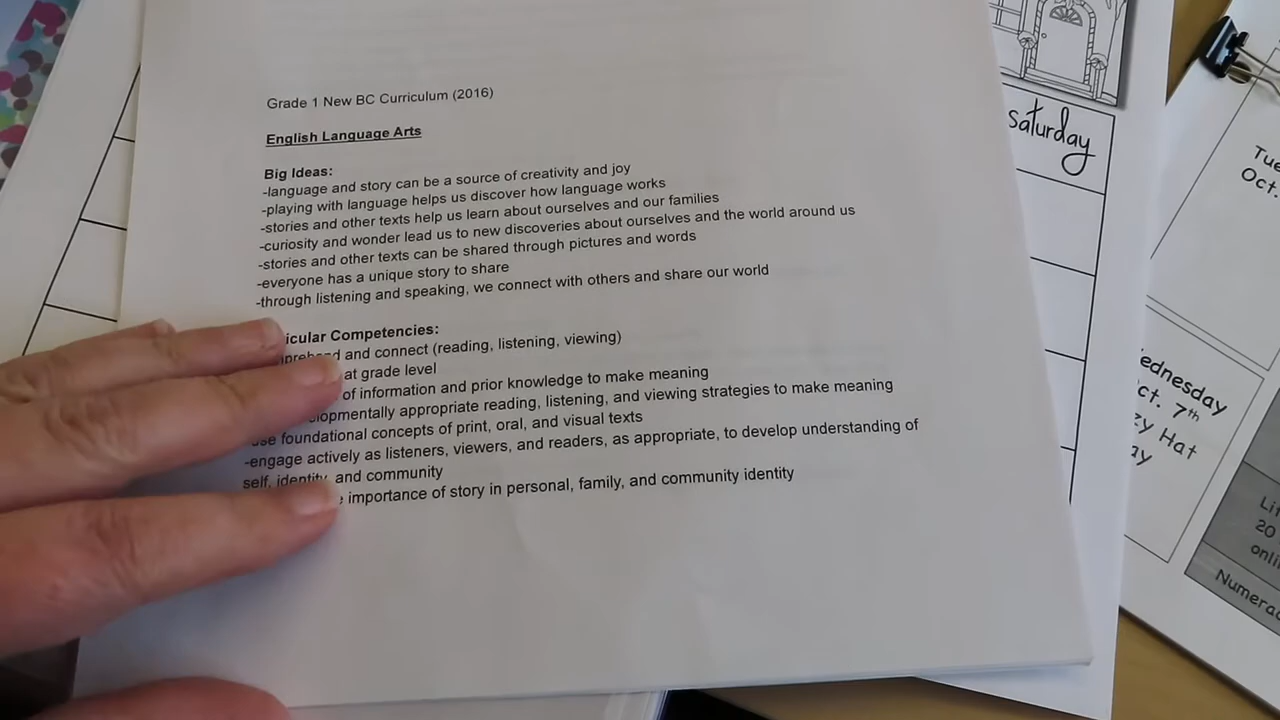 Grade 1 New BC Curriculum (2016)
English Language Arts
Big Ideas:
-language and story can be a source of creativity and joy
-playing with language helps us discover how language works
-stories and other texts help us learn about ourselves and our families
-curiosity and wonder lead us to new discoveries about ourselves and the world around us
-stories and other texts can be shared through pictures and words
-everyone has a unique story to share
-through listening and speaking, we connect with others and share our world
Competencies:
and connect (reading, listening, viewing)
at grade level
of information and prior knowledge to make meaning
appropriate reading, listening, and viewing strategies to make meaning
use foundational concepts of print, oral, and visual texts
-engage actively as listeners, viewers, and readers, as appropriate, to develop understanding of
self, identity, and community
importance of story in personal, family, and community identity
saturday
Tue
Oct.
ednesday
ct. 7th
zy Hat
ay
20